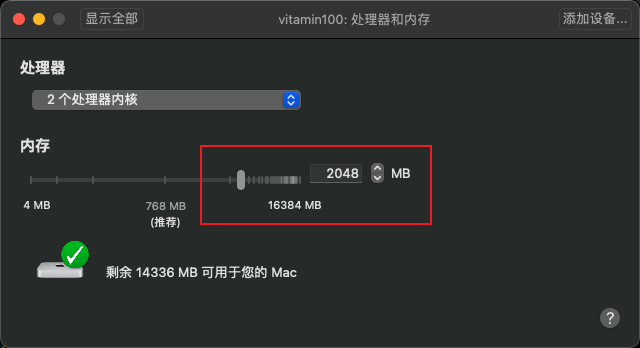 显示全部
vitamin100: 处理器和内存
添加设备...
处理器
2 个处理器内核
内存
2048 MB
4 MB
768 MB
(推荐)
16384 MB
剩余 14336 MB 可用于您的 Mac
?